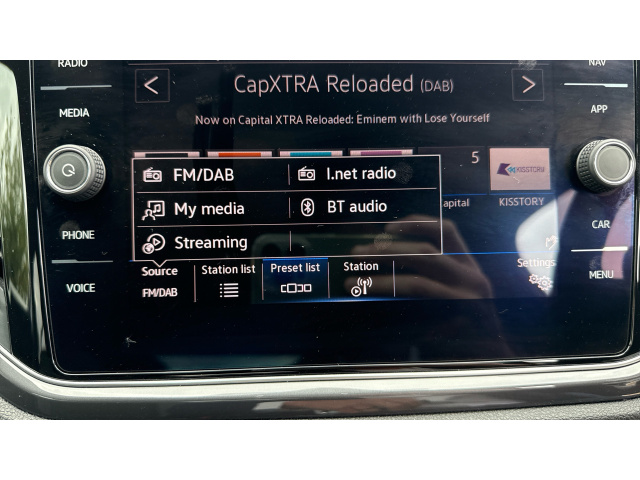 RADIO
NAV
< CapXTRA Reloaded (DAB) >
Now on Capital XTRA Reloaded: Eminem with Lose Yourself
MEDIA
APP
5
KISSTORY
FM/DAB
I.net radio
My media
BT audio
apital
KISSTORY
Streaming
PHONE
CAR
Source
FM/DAB
Station list
Preset list
Station
Settings
VOICE
MENU